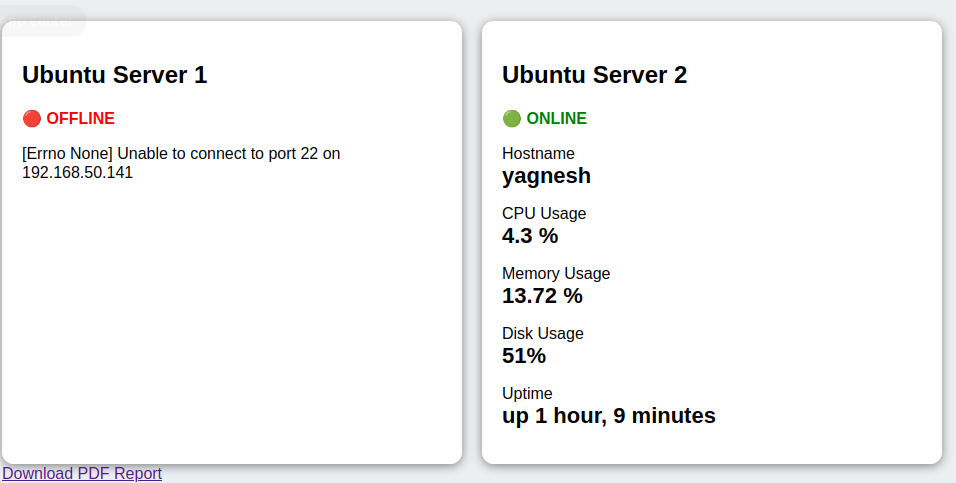 Ubuntu Server 1
OFFLINE
[Errno None] Unable to connect to port 22 on
192.168.50.141
Ubuntu Server 2
ONLINE
Hostname
yagnesh
CPU Usage
4.3 %
Memory Usage
13.72 %
Disk Usage
51%
Uptime
up 1 hour, 9 minutes
Download PDF Report